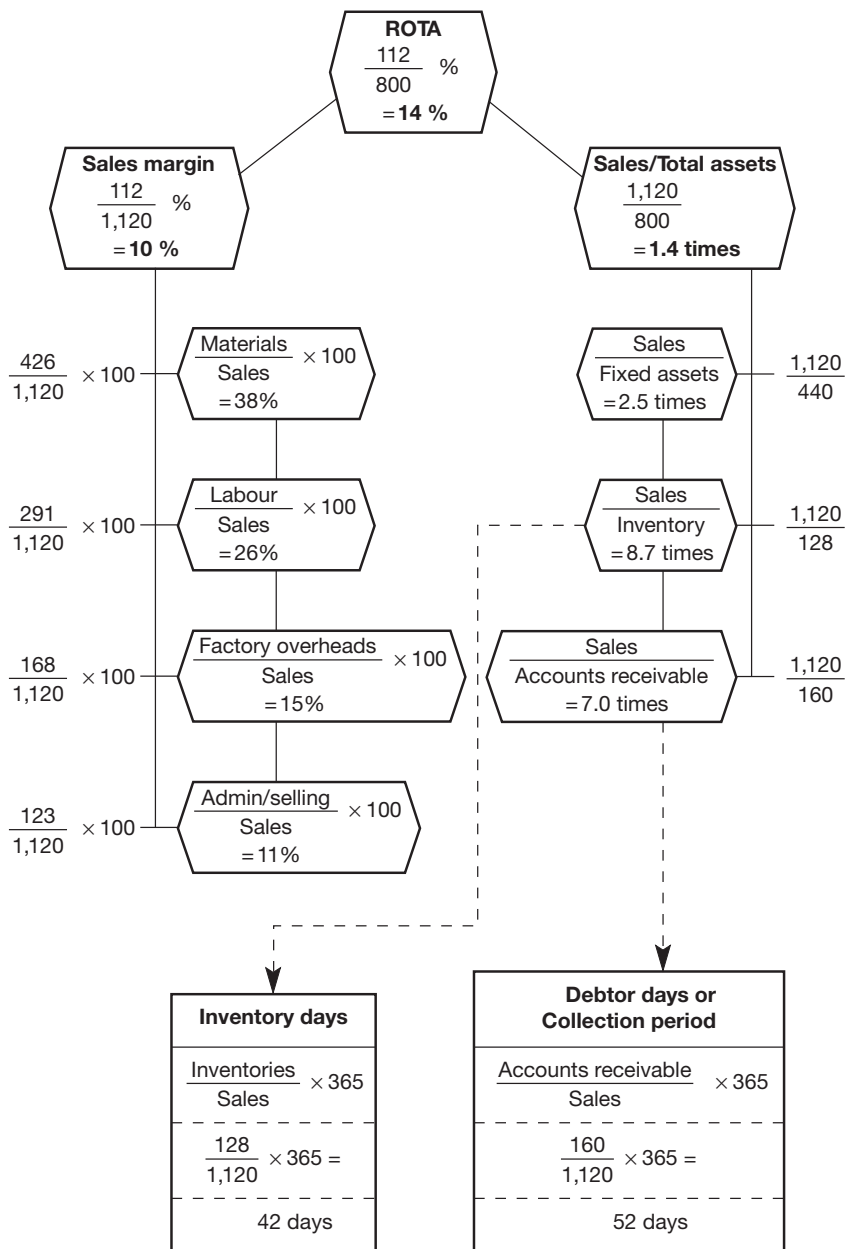 ROTA
112
800
%
= 14 %
Sales margin
112
1,120
%
= 10 %
Sales/Total assets
1,120
800
= 1.4 times
426
1,120
× 100
Materials
Sales
× 100
= 38%
Sales
Fixed assets
= 2.5 times
1,120
440
291
1,120
× 100
Labour
Sales
× 100
= 26%
Sales
Inventory
= 8.7 times
1,120
128
168
1,120
× 100
Factory overheads
Sales
× 100
= 15%
Sales
Accounts receivable
= 7.0 times
1,120
160
123
1,120
× 100
Admin/selling
Sales
× 100
= 11%
Inventory days
Inventories
Sales
× 365
128
1,120
× 365 =
42 days
Debtor days or
Collection period
Accounts receivable
Sales
× 365
160
1,120
× 365 =
52 days